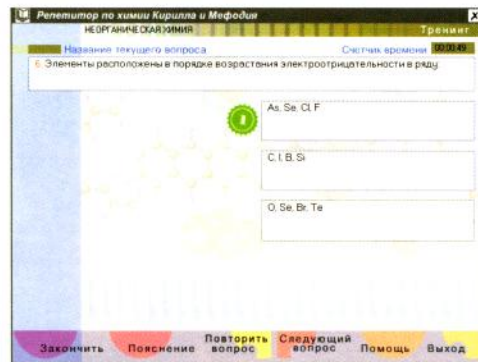 Репетитор по химии Кирилла и Мефодия
X
НЕОРГАНИЧЕСКАЯ ХИМИЯ
Тренинг
Название текущего вопроса
Счетчик времени 00:00:49
6. Элементы расположены в порядке возрастания электроотрицательности в ряду
As, Se, Cl, F
C, I, B, Si
O, Se, Br, Te
Закончить
Пояснение
Повторить вопрос
Следующий вопрос
Помощь
Выход